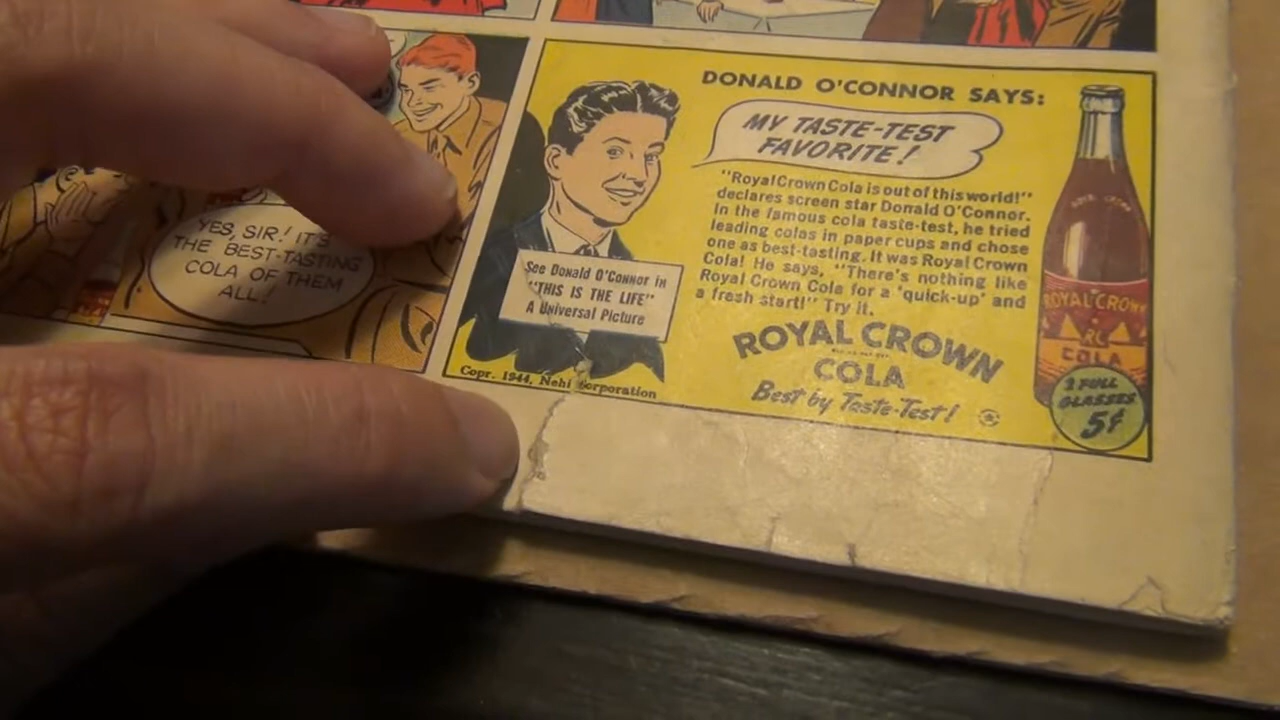 YES, SIR! IT'S
THE BEST-TASTING
COLA OF THEM
ALL!
DONALD O'CONNOR SAYS:
MY TASTE-TEST
FAVORITE!
"Royal Crown Cola is out of this world!"
declares screen star Donald O'Connor.
In the famous cola taste-test, he tried
leading colas in paper cups and chose
one as best-tasting. It was Royal Crown
Cola! He says, "There's nothing like
Royal Crown Cola for a 'quick-up' and
a fresh start!" Try it.
See Donald O'Connor in
"THIS IS THE LIFE"
A Universal Picture
ROYAL CROWN
COLA
Best by Taste-Test!
Copr. 1944, Nehi Corporation
ROYAL CROWN
RC
COLA
2 FULL
GLASSES
5¢